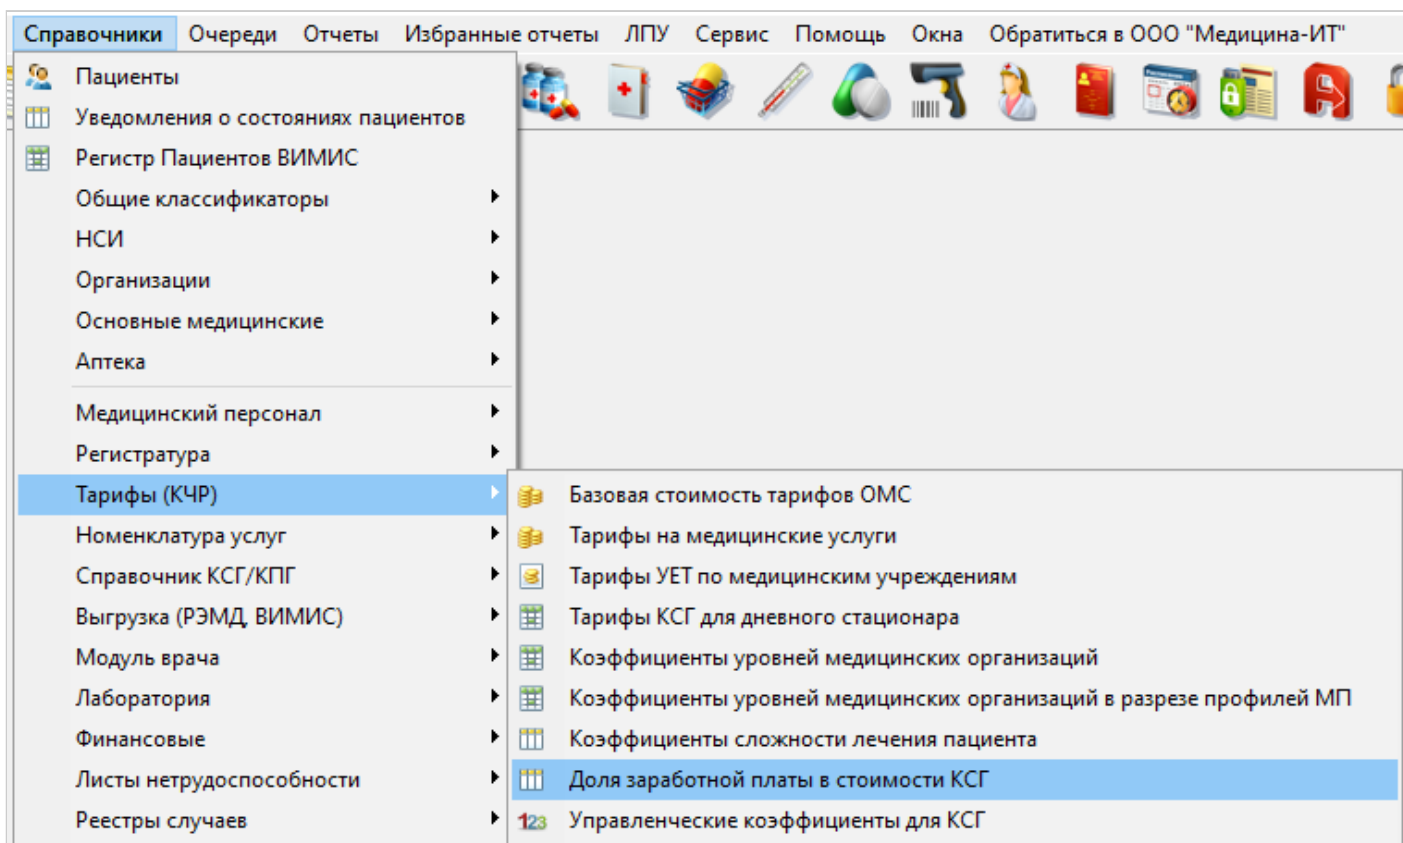 Справочники Очереди Отчеты Избранные отчеты ЛПУ Сервис Помощь Окна Обратиться в ООО "Медицина-ИТ"
Пациенты
Уведомления о состояниях пациентов
Регистр Пациентов ВИМИС
Общие классификаторы
НСИ
Организации
Основные медицинские
Аптека
Медицинский персонал
Регистратура
Тарифы (КЧР)
Номенклатура услуг
Справочник КСГ/КПГ
Выгрузка (РЭМД, ВИМИС)
Модуль врача
Лаборатория
Финансовые
Листы нетрудоспособности
Реестры случаев
Базовая стоимость тарифов ОМС
Тарифы на медицинские услуги
Тарифы УЕТ по медицинским учреждениям
Тарифы КСГ для дневного стационара
Коэффициенты уровней медицинских организаций
Коэффициенты уровней медицинских организаций в разрезе профилей МП
Коэффициенты сложности лечения пациента
Доля заработной платы в стоимости КСГ
123 Управленческие коэффициенты для КСГ